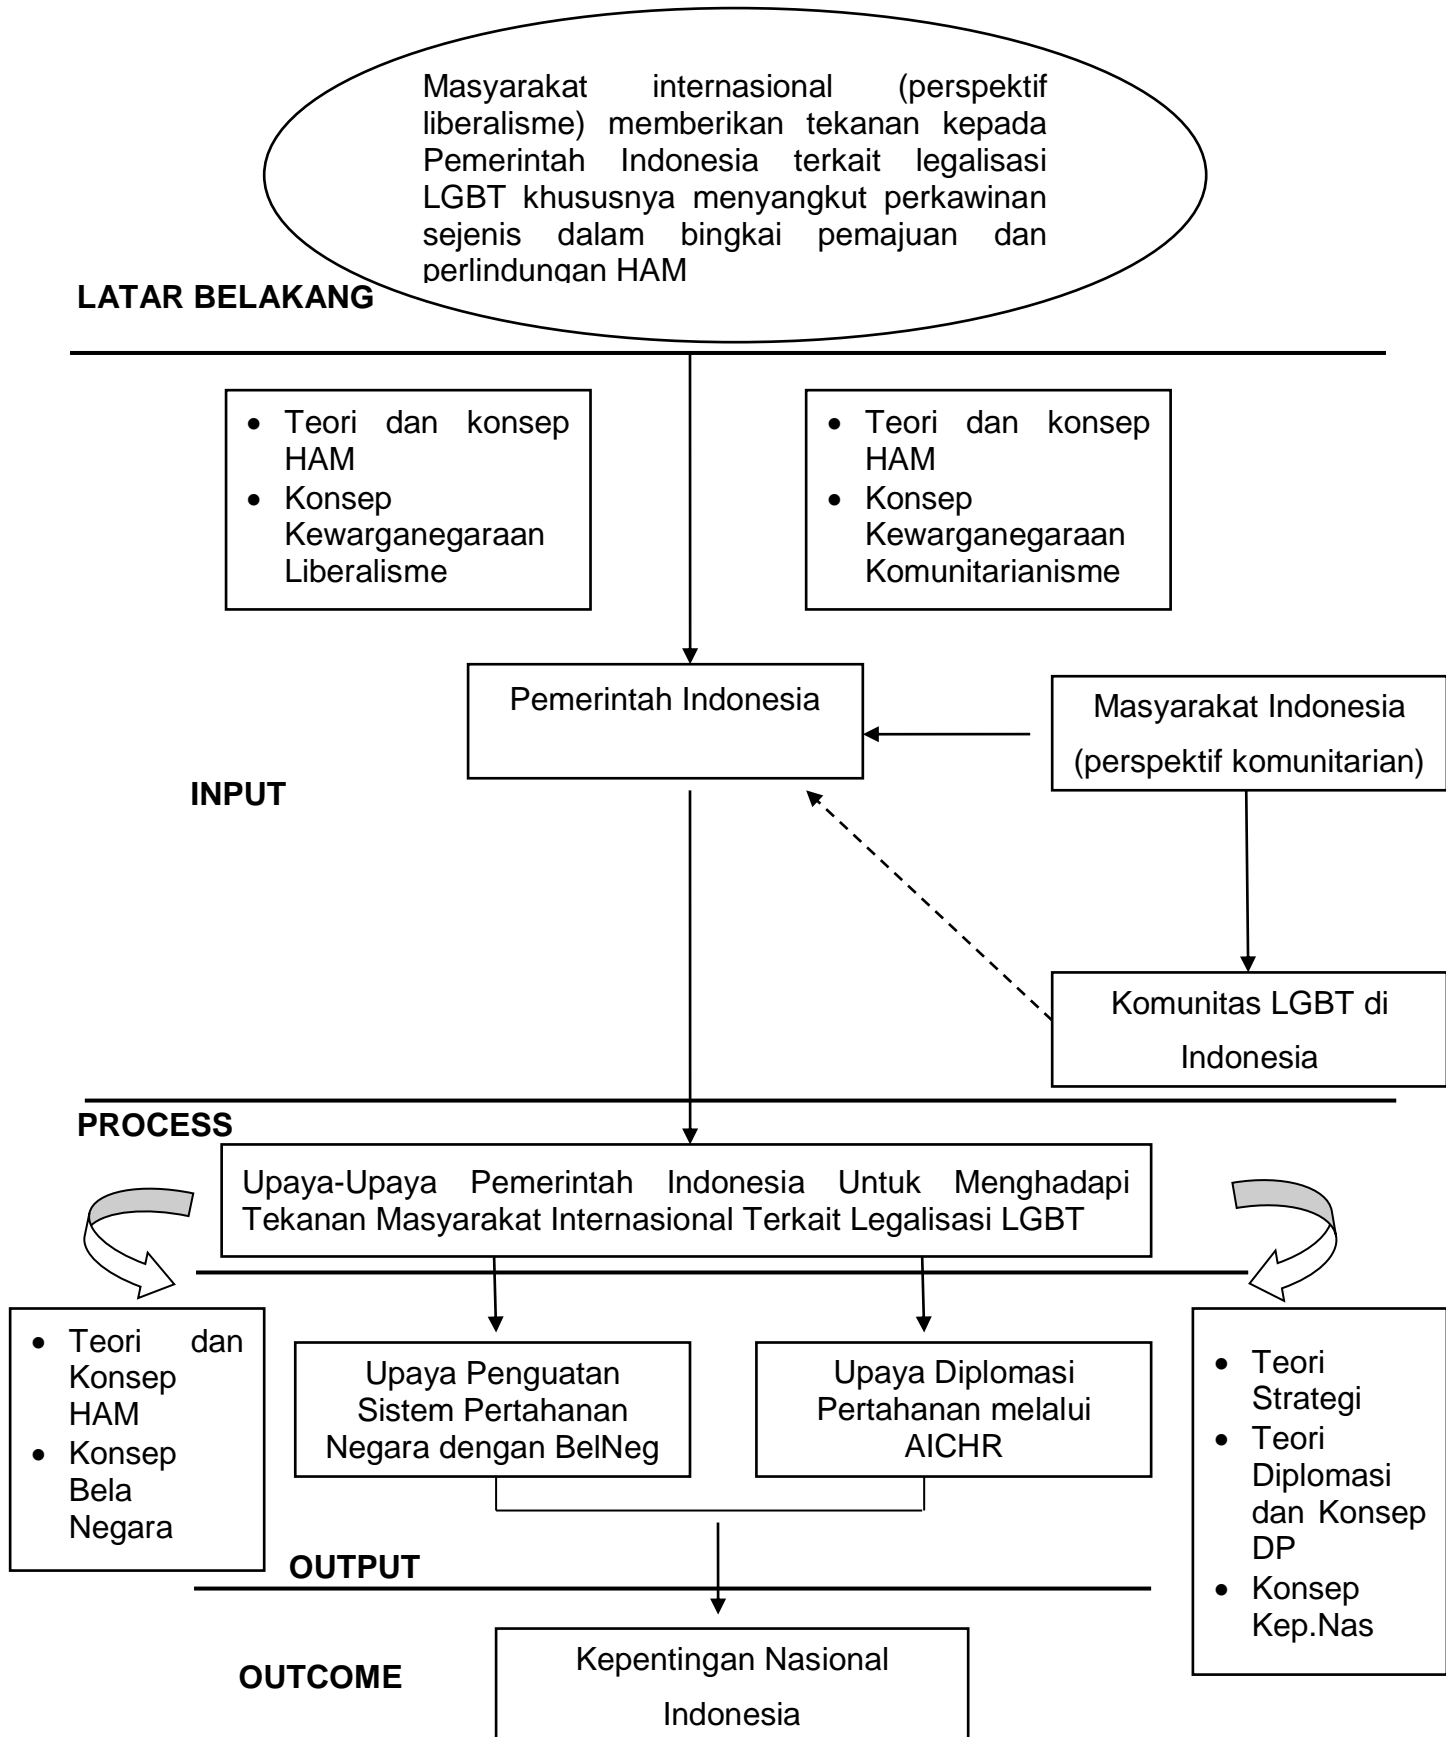 Masyarakat internasional (perspektif
liberalisme) memberikan tekanan kepada
Pemerintah Indonesia terkait legalisasi
LGBT khususnya menyangkut perkawinan
sejenis dalam bingkai pemajuan dan
perlindungan HAM
LATAR BELAKANG
• Teori dan konsep
HAM
• Konsep
Kewarganegaraan
Liberalisme
• Teori dan konsep
HAM
• Konsep
Kewarganegaraan
Komunitarianisme
Pemerintah Indonesia
Masyarakat Indonesia
(perspektif komunitarian)
INPUT
Komunitas LGBT di
Indonesia
PROCESS
Upaya-Upaya Pemerintah Indonesia Untuk Menghadapi
Tekanan Masyarakat Internasional Terkait Legalisasi LGBT
• Teori dan
Konsep
HAM
• Konsep
Bela
Negara
Upaya Penguatan
Sistem Pertahanan
Negara dengan BelNeg
Upaya Diplomasi
Pertahanan melalui
AICHR
• Teori
Strategi
• Teori
Diplomasi
dan Konsep
DP
• Konsep
Kep.Nas
OUTPUT
OUTCOME
Kepentingan Nasional
Indonesia